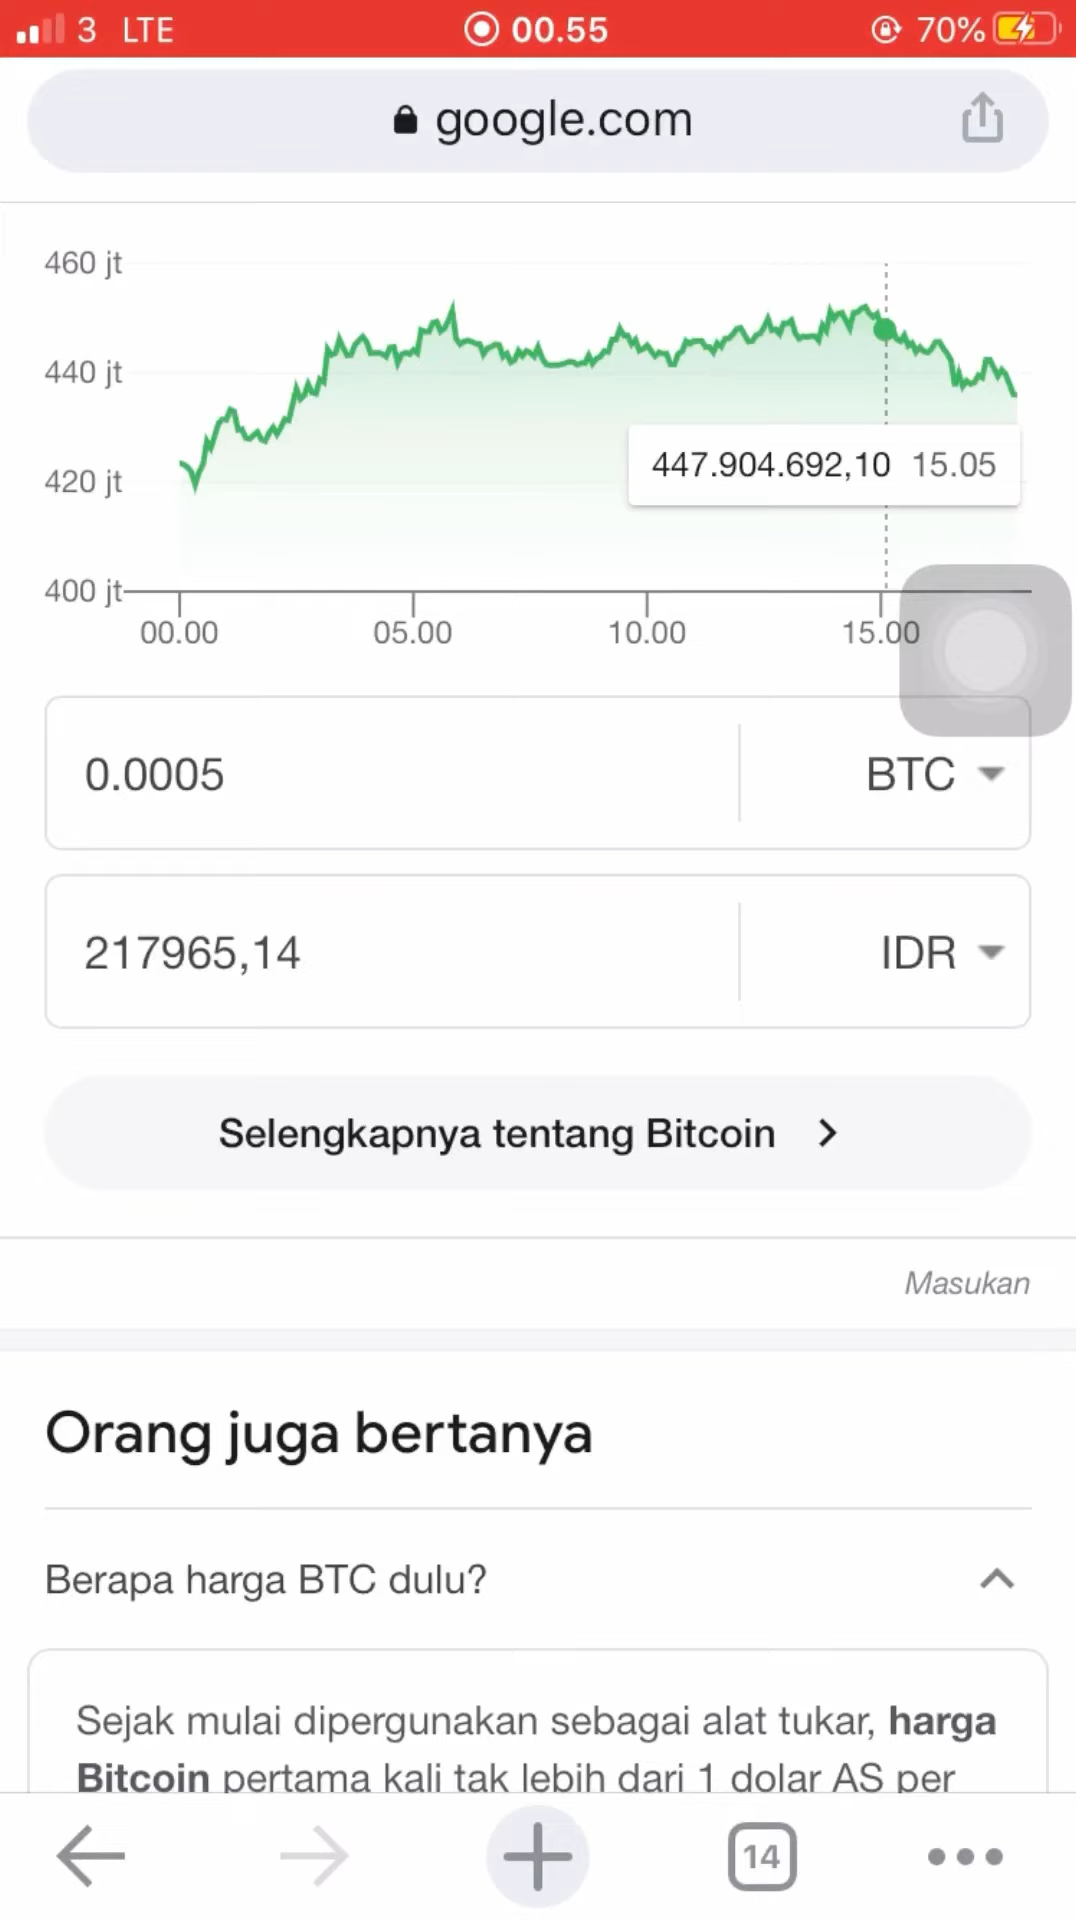 3 LTE 00.55 70%
google.com
460 jt
440 jt
420 jt
400 jt
447.904.692,10 15.05
00.00 05.00 10.00 15.00
0.0005 BTC
217965,14 IDR
Selengkapnya tentang Bitcoin
Masukan
Orang juga bertanya
Berapa harga BTC dulu?
Sejak mulai dipergunakan sebagai alat tukar, harga
Bitcoin pertama kali tak lebih dari 1 dolar AS per
14